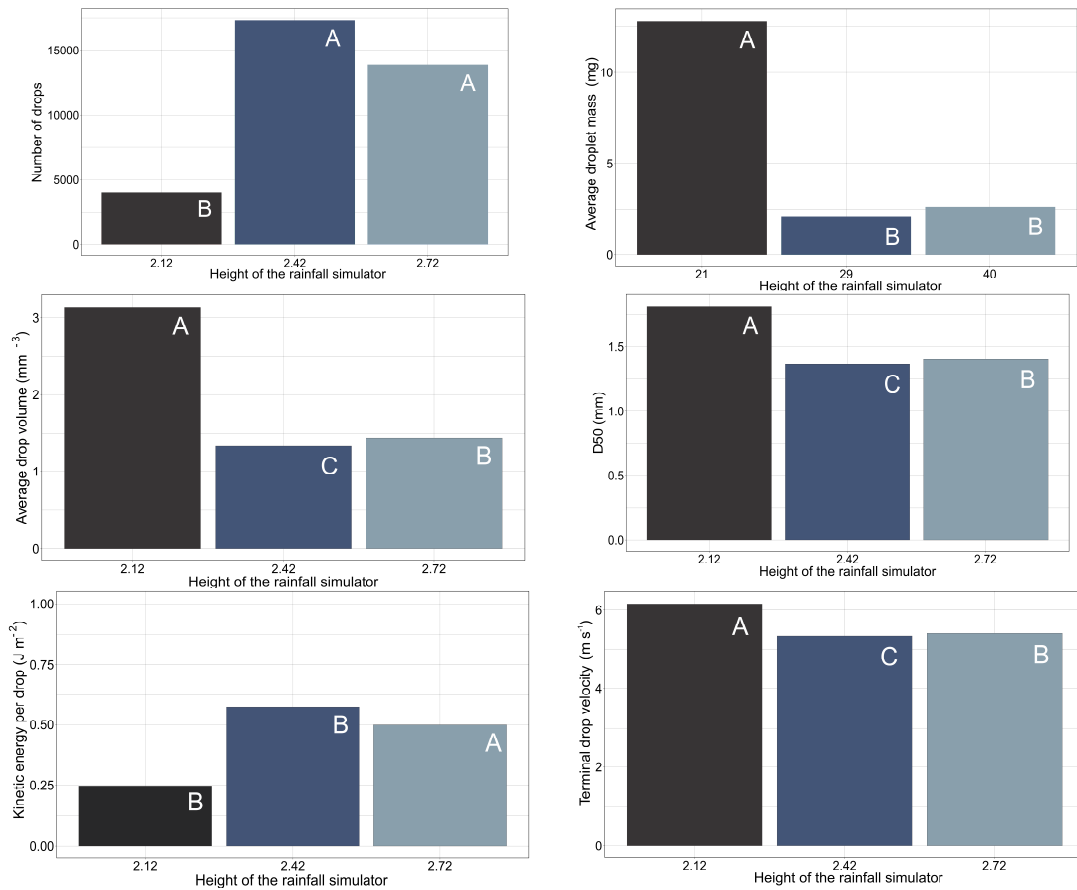 Number of drops
15000
10000
5000
0
B
A
A
2.12
2.42
2.72
Height of the rainfall simulator
Average droplet mass (mg)
10
5
0
A
B
B
21
29
40
Height of the rainfall simulator
Average drop volume (mm -3)
3
2
1
0
A
C
B
2.12
2.42
2.72
Height of the rainfall simulator
D50 (mm)
1.5
1.0
0.5
0.0
A
C
B
2.12
2.42
2.72
Height of the rainfall simulator
Kinetic energy per drop (J m-2)
1.00
0.75
0.50
0.25
0.00
B
B
A
2.12
2.42
2.72
Height of the rainfall simulator
Terminal drop velocity (m s-1)
6
4
2
0
A
C
B
2.12
2.42
2.72
Height of the rainfall simulator